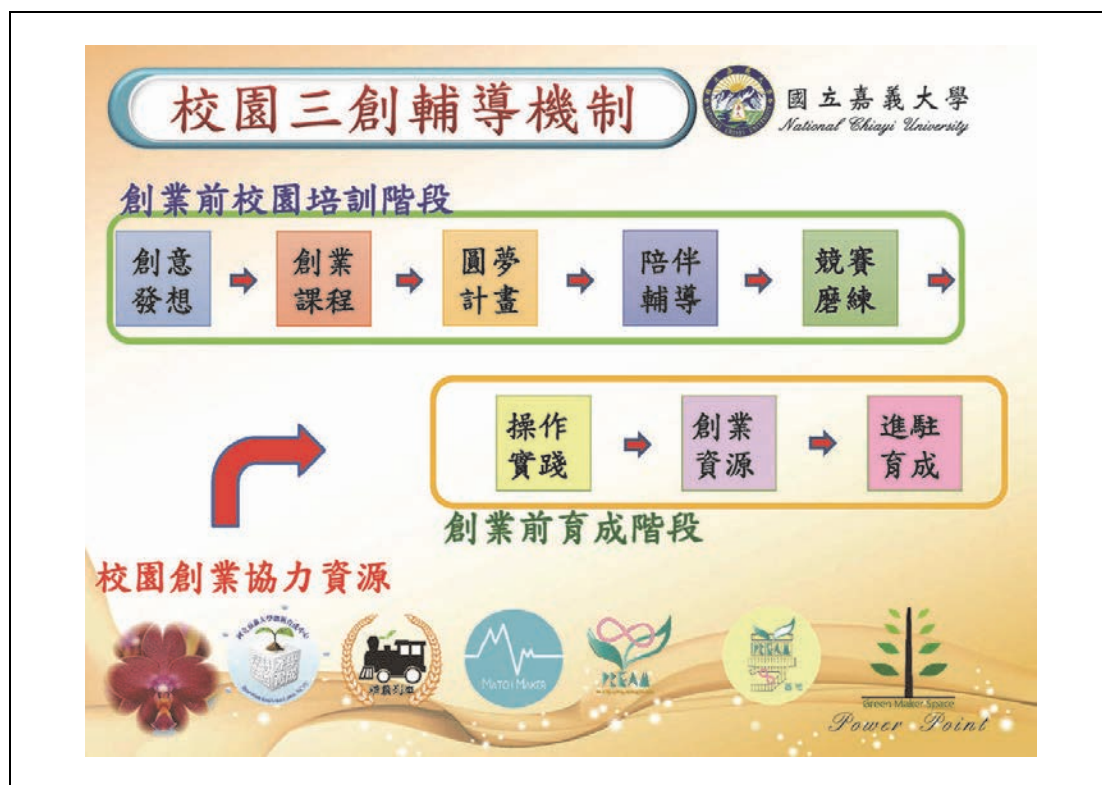 校園三創輔導機制
國立嘉義大學
National Chiayi University
創業前校園培訓階段
創意
發想
創業
課程
圓夢
計畫
陪伴
輔導
競賽
磨練
操作
實踐
創業
資源
進駐
育成
創業前育成階段
校園創業協力資源
MATCH MAKER
Green Maker Space
Power Point